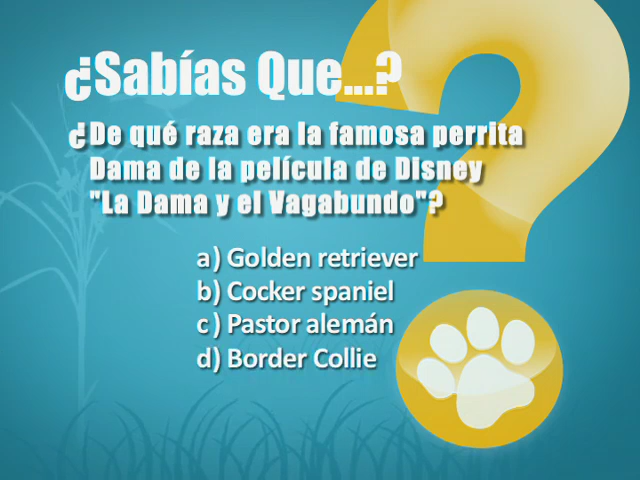 ¿Sabías Que...?
¿De qué raza era la famosa perrita
Dama de la película de Disney
"La Dama y el Vagabundo"?
a) Golden retriever
b) Cocker spaniel
c) Pastor alemán
d) Border Collie